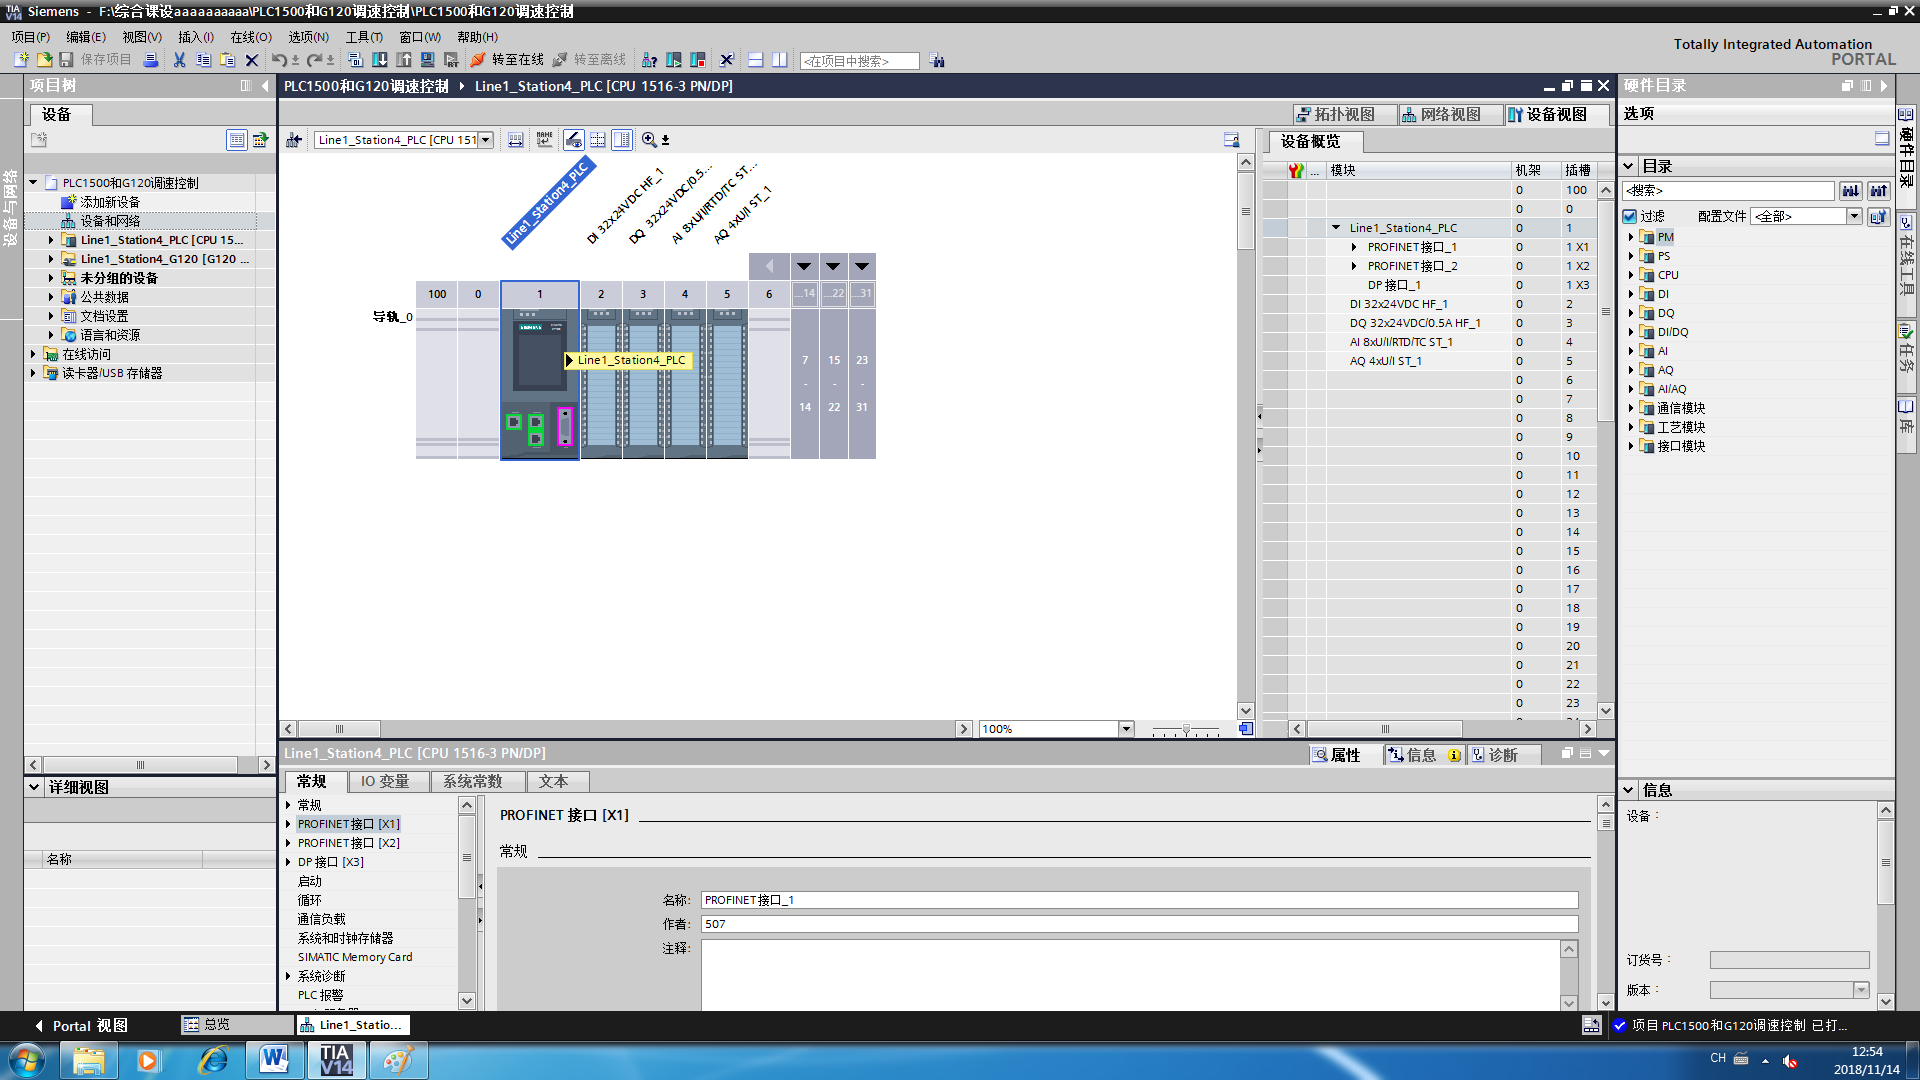 Siemens - F:\综合课设aaaaaaaaaa\PLC1500和G120调速控制\PLC1500和G120调速控制
项目(P) 编辑(E) 视图(V) 插入(I) 在线(O) 选项(N) 工具(T) 窗口(W) 帮助(H)
Totally Integrated Automation
PORTAL
保存项目 转至在线 转至离线 <在项目中搜索>
项目树
设备
设备与网络
PLC1500和G120调速控制
添加新设备
设备和网络
Line1_Station4_PLC [CPU 15...
Line1_Station4_G120 [G120 ...
未分组的设备
公共数据
文档设置
语言和资源
在线访问
读卡器/USB 存储器
详细视图
名称
PLC1500和G120调速控制 Line1_Station4_PLC [CPU 1516-3 PN/DP]
拓扑视图 网络视图 设备视图
Line1_Station4_PLC [CPU 151
Line1_Station4_PLC
DI 32x24VDC HF_1
DQ 32x24VDC/0.5...
AI 8xU/I/RTD/TC ST...
AQ 4xU/I ST_1
100 0 1 2 3 4 5 6 ...14 ...22 ...31
导轨_0
SIEMENS
Line1_Station4_PLC
7 15 23
- - -
14 22 31
100%
设备概览
... 模块 机架 插槽
0 100
0 0
Line1_Station4_PLC 0 1
PROFINET接口_1 0 1 X1
PROFINET接口_2 0 1 X2
DP接口_1 0 1 X3
DI 32x24VDC HF_1 0 2
DQ 32x24VDC/0.5A HF_1 0 3
AI 8xU/I/RTD/TC ST_1 0 4
AQ 4xU/I ST_1 0 5
0 6
0 7
0 8
0 9
0 10
0 11
0 12
0 13
0 14
0 15
0 16
0 17
0 18
0 19
0 20
0 21
0 22
0 23
Line1_Station4_PLC [CPU 1516-3 PN/DP]
属性 信息 诊断
常规 IO 变量 系统常数 文本
常规
PROFINET接口 [X1]
PROFINET接口 [X2]
DP 接口 [X3]
启动
循环
通信负载
系统和时钟存储器
SIMATIC Memory Card
系统诊断
PLC 报警
PROFINET 接口 [X1]
常规
名称: PROFINET接口_1
作者: 507
注释:
硬件目录
选项
目录
<搜索>
过滤 配置文件 <全部>
PM
PS
CPU
DI
DQ
DI/DQ
AI
AQ
AI/AQ
通信模块
工艺模块
接口模块
信息
设备：
订货号：
版本：
硬件目录
在线工具
任务
库
Portal 视图 总览 Line1_Statio...
项目 PLC1500和G120调速控制 已打...
TIA V14
CH 12:54
2018/11/14